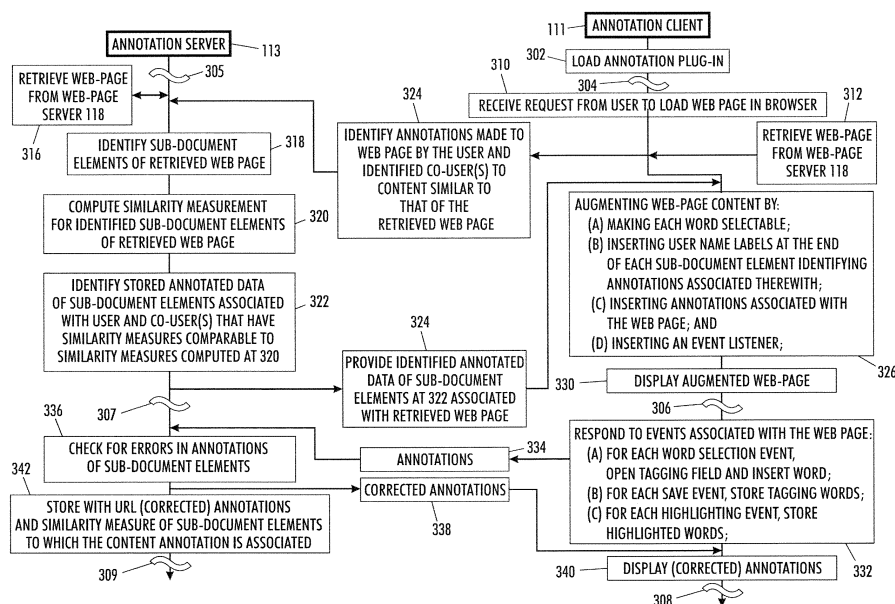 ANNOTATION SERVER
113
305
RETRIEVE WEB-PAGE
FROM WEB-PAGE
SERVER 118
316
IDENTIFY SUB-DOCUMENT
ELEMENTS OF RETRIEVED WEB PAGE
318
COMPUTE SIMILARITY MEASUREMENT
FOR IDENTIFIED SUB-DOCUMENT ELEMENTS
OF RETRIEVED WEB PAGE
320
IDENTIFY STORED ANNOTATED DATA
OF SUB-DOCUMENT ELEMENTS ASSOCIATED
WITH USER AND CO-USER(S) THAT HAVE
SIMILARITY MEASURES COMPARABLE TO
SIMILARITY MEASURES COMPUTED AT 320
322
307
336
CHECK FOR ERRORS IN ANNOTATIONS
OF SUB-DOCUMENT ELEMENTS
342
STORE WITH URL (CORRECTED) ANNOTATIONS
AND SIMILARITY MEASURE OF SUB-DOCUMENT ELEMENTS
TO WHICH THE CONTENT ANNOTATION IS ASSOCIATED
309
324
IDENTIFY ANNOTATIONS MADE TO
WEB PAGE BY THE USER AND
IDENTIFIED CO-USER(S) TO
CONTENT SIMILAR TO
THAT OF THE
RETRIEVED WEB PAGE
324
PROVIDE IDENTIFIED ANNOTATED
DATA OF SUB-DOCUMENT
ELEMENTS AT 322 ASSOCIATED
WITH RETRIEVED WEB PAGE
334
ANNOTATIONS
CORRECTED ANNOTATIONS
338
111
ANNOTATION CLIENT
302
LOAD ANNOTATION PLUG-IN
304
310
RECEIVE REQUEST FROM USER TO LOAD WEB PAGE IN BROWSER
312
RETRIEVE WEB-PAGE
FROM WEB-PAGE
SERVER 118
AUGMENTING WEB-PAGE CONTENT BY:
(A) MAKING EACH WORD SELECTABLE;
(B) INSERTING USER NAME LABELS AT THE END
OF EACH SUB-DOCUMENT ELEMENT IDENTIFYING
ANNOTATIONS ASSOCIATED THEREWITH;
(C) INSERTING ANNOTATIONS ASSOCIATED WITH
THE WEB PAGE; AND
(D) INSERTING AN EVENT LISTENER;
326
330
DISPLAY AUGMENTED WEB-PAGE
306
RESPOND TO EVENTS ASSOCIATED WITH THE WEB PAGE:
(A) FOR EACH WORD SELECTION EVENT,
OPEN TAGGING FIELD AND INSERT WORD;
(B) FOR EACH SAVE EVENT, STORE TAGGING WORDS;
(C) FOR EACH HIGHLIGHTING EVENT, STORE
HIGHLIGHTED WORDS;
332
340
DISPLAY (CORRECTED) ANNOTATIONS
308